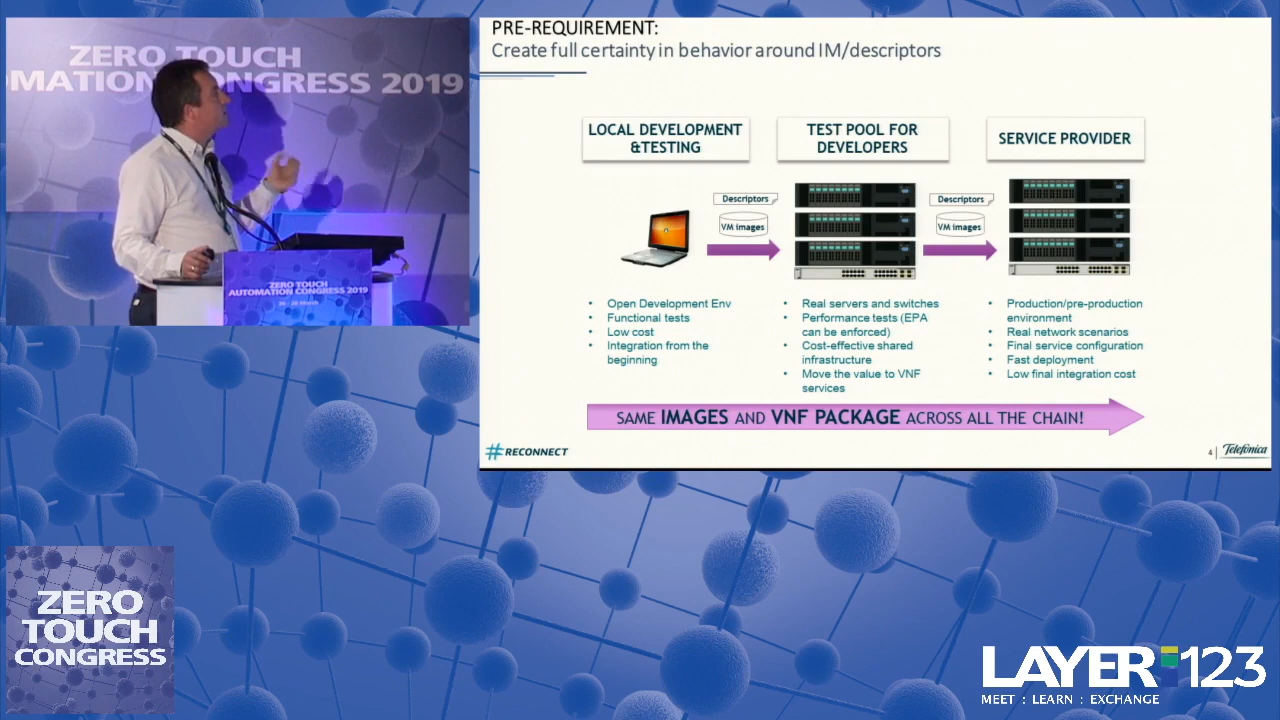 ZERO TOUCH
OMATION CONGRESS 2019
ZERO TOUCH
AUTOMATION CONGRESS 2019
PRE-REQUIREMENT:
Create full certainty in behavior around IM/descriptors
LOCAL DEVELOPMENT
&TESTING
TEST POOL FOR
DEVELOPERS
SERVICE PROVIDER
Descriptors
VM images
Descriptors
VM images
• Open Development Env
• Functional tests
• Low cost
• Integration from the
beginning
• Real servers and switches
• Performance tests (EPA
can be enforced)
• Cost-effective shared
infrastructure
• Move the value to VNF
services
• Production/pre-production
environment
• Real network scenarios
• Final service configuration
• Fast deployment
• Low final integration cost
SAME IMAGES AND VNF PACKAGE ACROSS ALL THE CHAIN!
#RECONNECT
4 | Telefónica
ZERO
TOUCH
CONGRESS
LAYER 123
MEET : LEARN : EXCHANGE